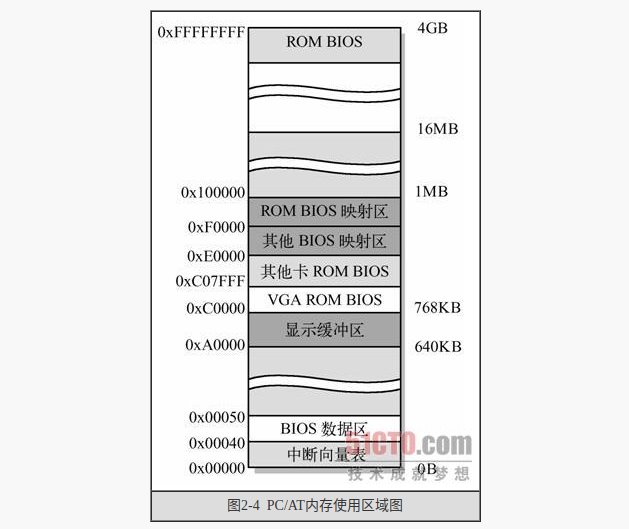 0xFFFFFFFF ROM BIOS 4GB
16MB
0x100000 1MB
ROM BIOS 映射区
0xF0000
其他 BIOS 映射区
0xE0000
其他卡 ROM BIOS
0xC07FFF
VGA ROM BIOS
0xC0000 768KB
显示缓冲区
0xA0000 640KB
0x00050
BIOS 数据区
0x00040
中断向量表
0x00000 0B
51CTO.com
技术成就梦想
图2-4 PC/AT内存使用区域图